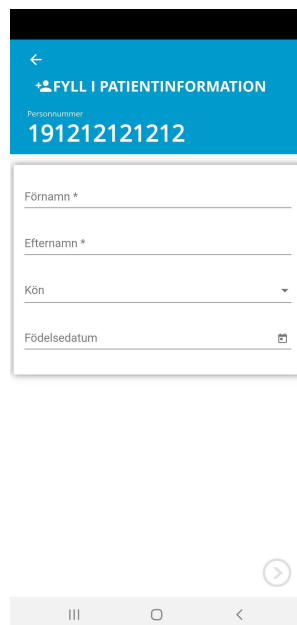 FYLL I PATIENTINFORMATION
Personnummer
191212121212
Förnamn *
Efternamn *
Kön
Födelsedatum